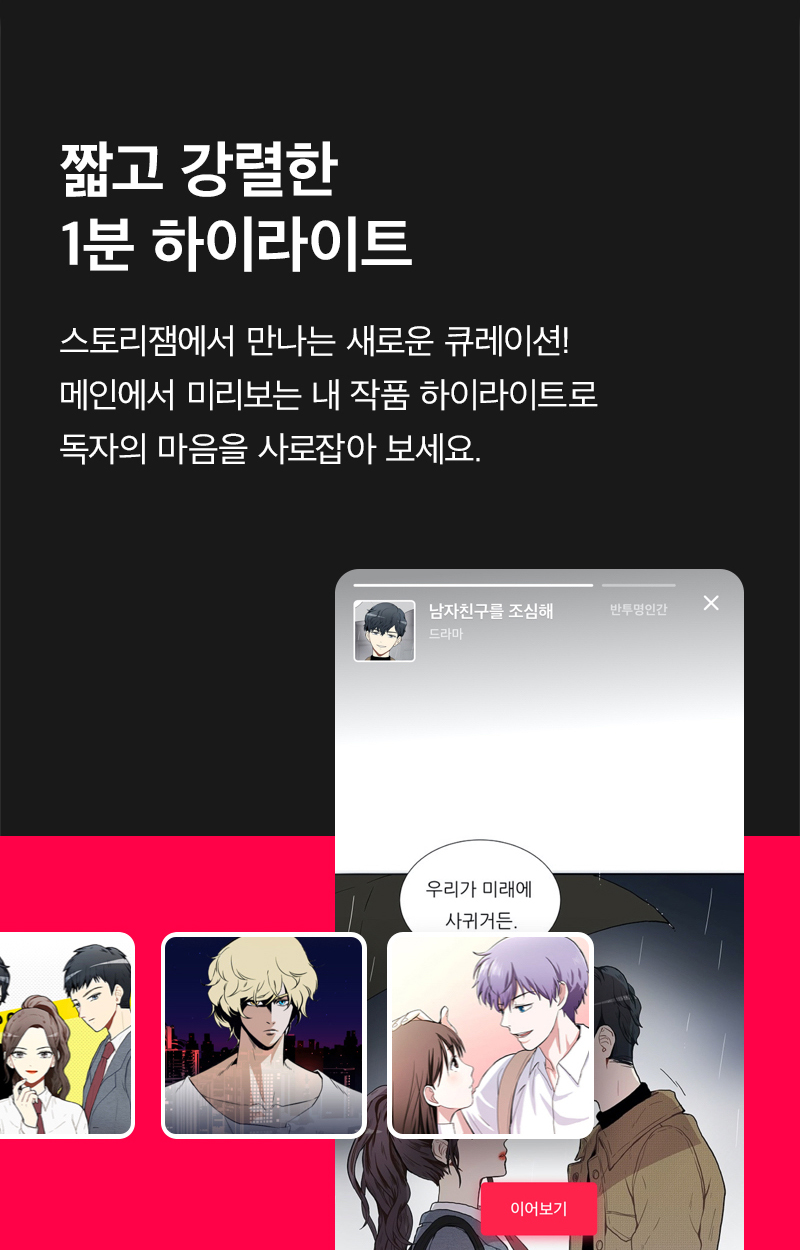 짧고 강렬한
1분 하이라이트
스토리잼에서 만나는 새로운 큐레이션!
메인에서 미리보는 내 작품 하이라이트로
독자의 마음을 사로잡아 보세요.
남자친구를 조심해
반투명인간
드라마
우리가 미래에
사귀거든.
이어보기